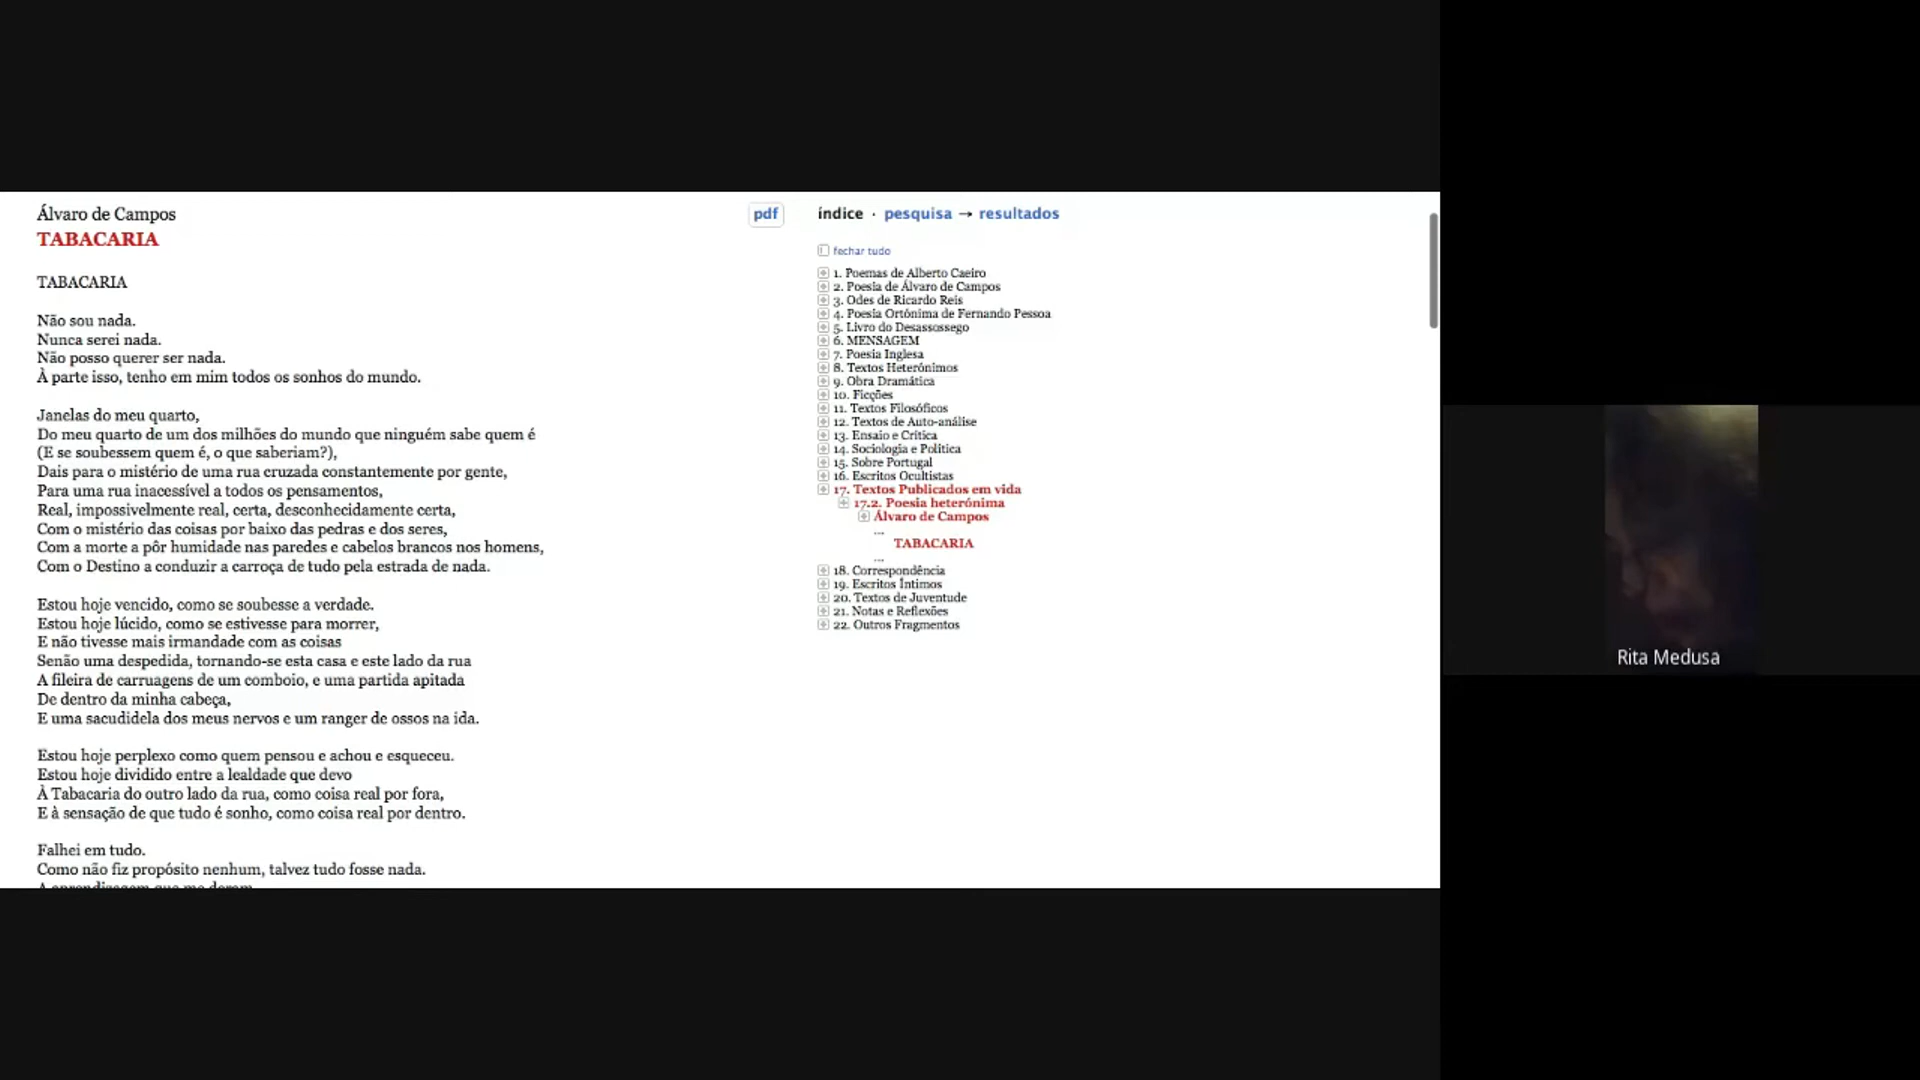 Álvaro de Campos
TABACARIA
TABACARIA
Não sou nada.
Nunca serei nada.
Não posso querer ser nada.
À parte isso, tenho em mim todos os sonhos do mundo.
Janelas do meu quarto,
Do meu quarto de um dos milhões do mundo que ninguém sabe quem é
(E se soubessem quem é, o que saberiam?),
Dais para o mistério de uma rua cruzada constantemente por gente,
Para uma rua inacessível a todos os pensamentos,
Real, impossivelmente real, certa, desconhecidamente certa,
Com o mistério das coisas por baixo das pedras e dos seres,
Com a morte a pôr humidade nas paredes e cabelos brancos nos homens,
Com o Destino a conduzir a carroça de tudo pela estrada de nada.
Estou hoje vencido, como se soubesse a verdade.
Estou hoje lúcido, como se estivesse para morrer,
E não tivesse mais irmandade com as coisas
Senão uma despedida, tornando-se esta casa e este lado da rua
A fileira de carruagens de um comboio, e uma partida apitada
De dentro da minha cabeça,
E uma sacudidela dos meus nervos e um ranger de ossos na ida.
Estou hoje perplexo como quem pensou e achou e esqueceu.
Estou hoje dividido entre a lealdade que devo
À Tabacaria do outro lado da rua, como coisa real por fora,
E à sensação de que tudo é sonho, como coisa real por dentro.
Falhei em tudo.
Como não fiz propósito nenhum, talvez tudo fosse nada.
A aprendizagem que me deram,
pdf
índice · pesquisa → resultados
fechar tudo
1. Poemas de Alberto Caeiro
2. Poesia de Álvaro de Campos
3. Odes de Ricardo Reis
4. Poesia Ortónima de Fernando Pessoa
5. Livro do Desassossego
6. MENSAGEM
7. Poesia Inglesa
8. Textos Heterónimos
9. Obra Dramática
10. Ficções
11. Textos Filosóficos
12. Textos de Auto-análise
13. Ensaio e Crítica
14. Sociologia e Política
15. Sobre Portugal
16. Escritos Ocultistas
17. Textos Publicados em vida
17.2. Poesia heterónima
Álvaro de Campos
...
TABACARIA
...
18. Correspondência
19. Escritos Íntimos
20. Textos de Juventude
21. Notas e Reflexões
22. Outros Fragmentos
Rita Medusa